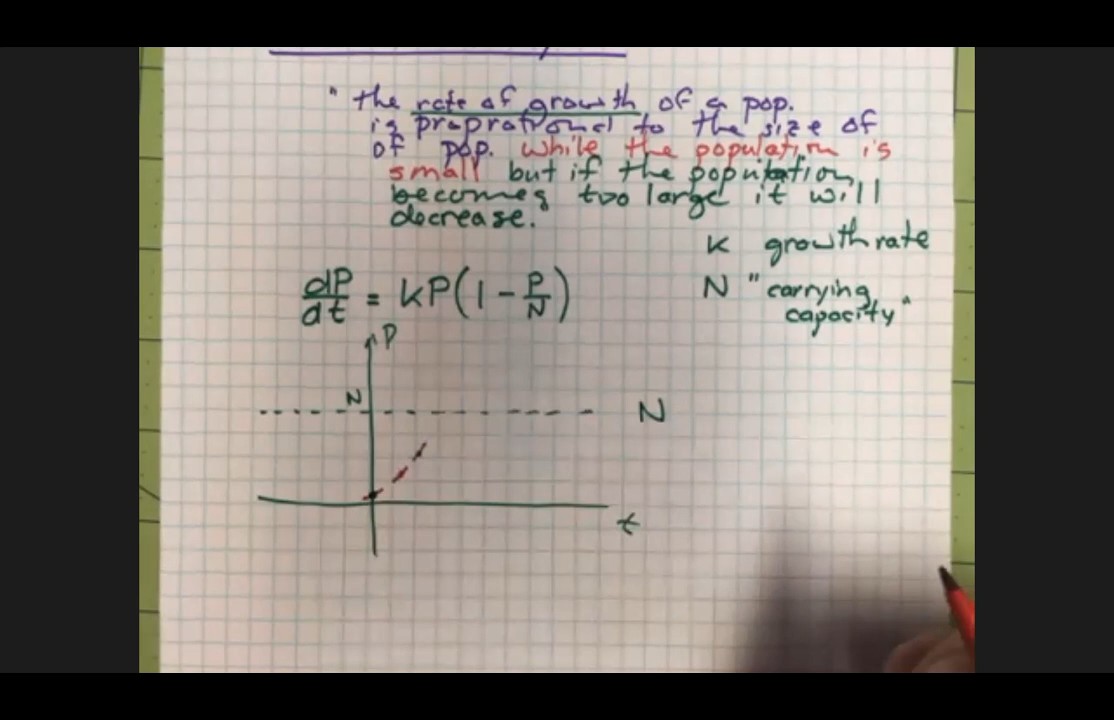 " the rate of growth of a pop.
is proprotional to the size of
of pop. while the population is
small but if the population
becomes too large it will
decrease."
k growth rate
N "carrying
capacity"
dP/dt = kP(1 - P/N)
P
N
N
t